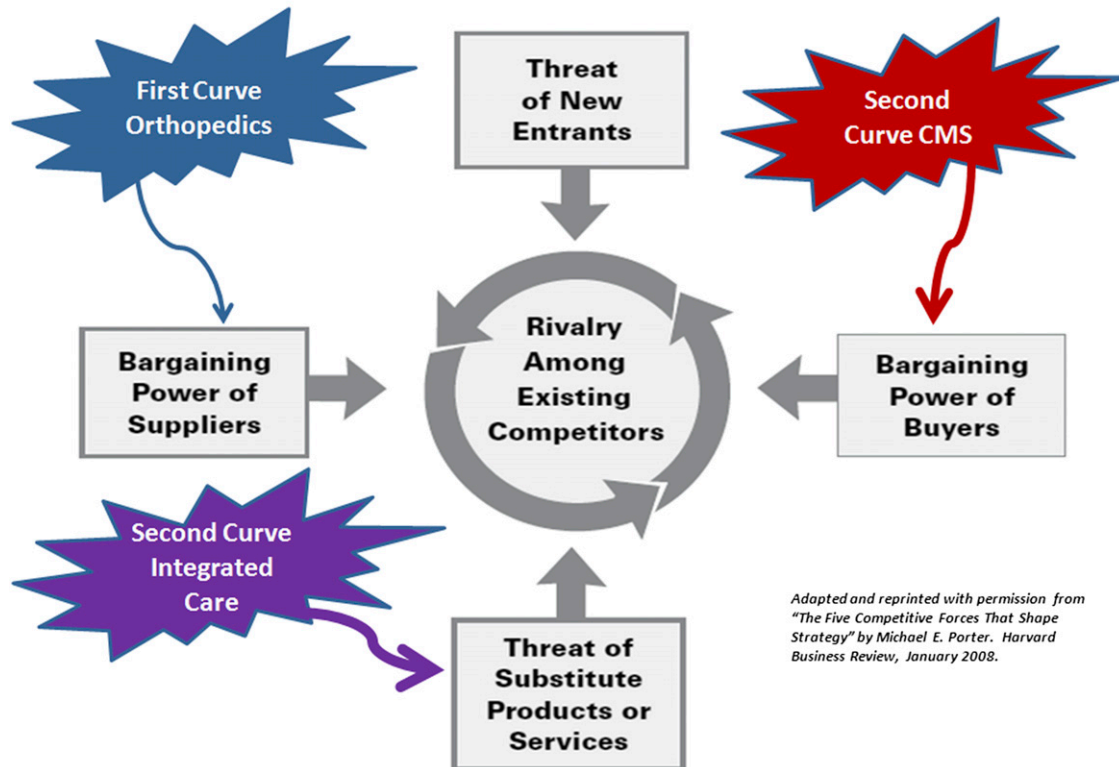 First Curve
Orthopedics
Threat
of New
Entrants
Second
Curve CMS
Bargaining
Power of
Suppliers
Rivalry
Among
Existing
Competitors
Bargaining
Power of
Buyers
Second Curve
Integrated
Care
Threat of
Substitute
Products or
Services
Adapted and reprinted with permission from
“The Five Competitive Forces That Shape
Strategy” by Michael E. Porter. Harvard
Business Review, January 2008.